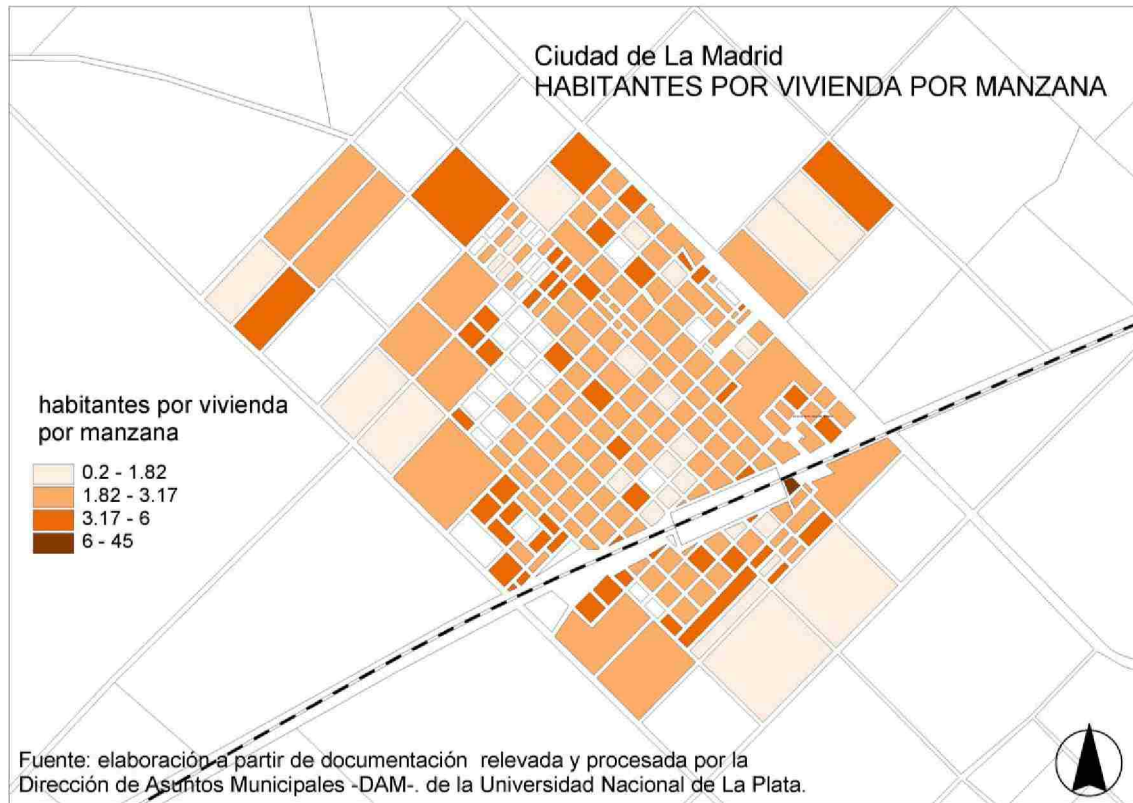 Ciudad de La Madrid
HABITANTES POR VIVIENDA POR MANZANA
habitantes por vivienda
por manzana
0.2 - 1.82
1.82 - 3.17
3.17 - 6
6 - 45
Fuente: elaboración a partir de documentación relevada y procesada por la
Dirección de Asuntos Municipales -DAM-. de la Universidad Nacional de La Plata.